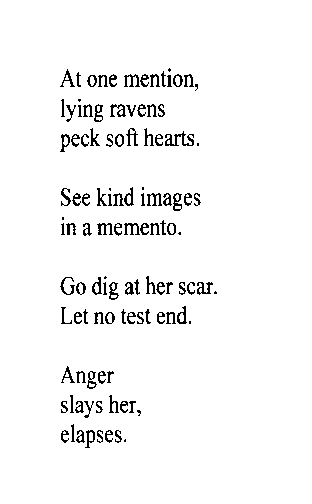 At one mention,
lying ravens
peck soft hearts.

See kind images
in a memento.

Go dig at her scar.
Let no test end.

Anger
slays her,
elapses.